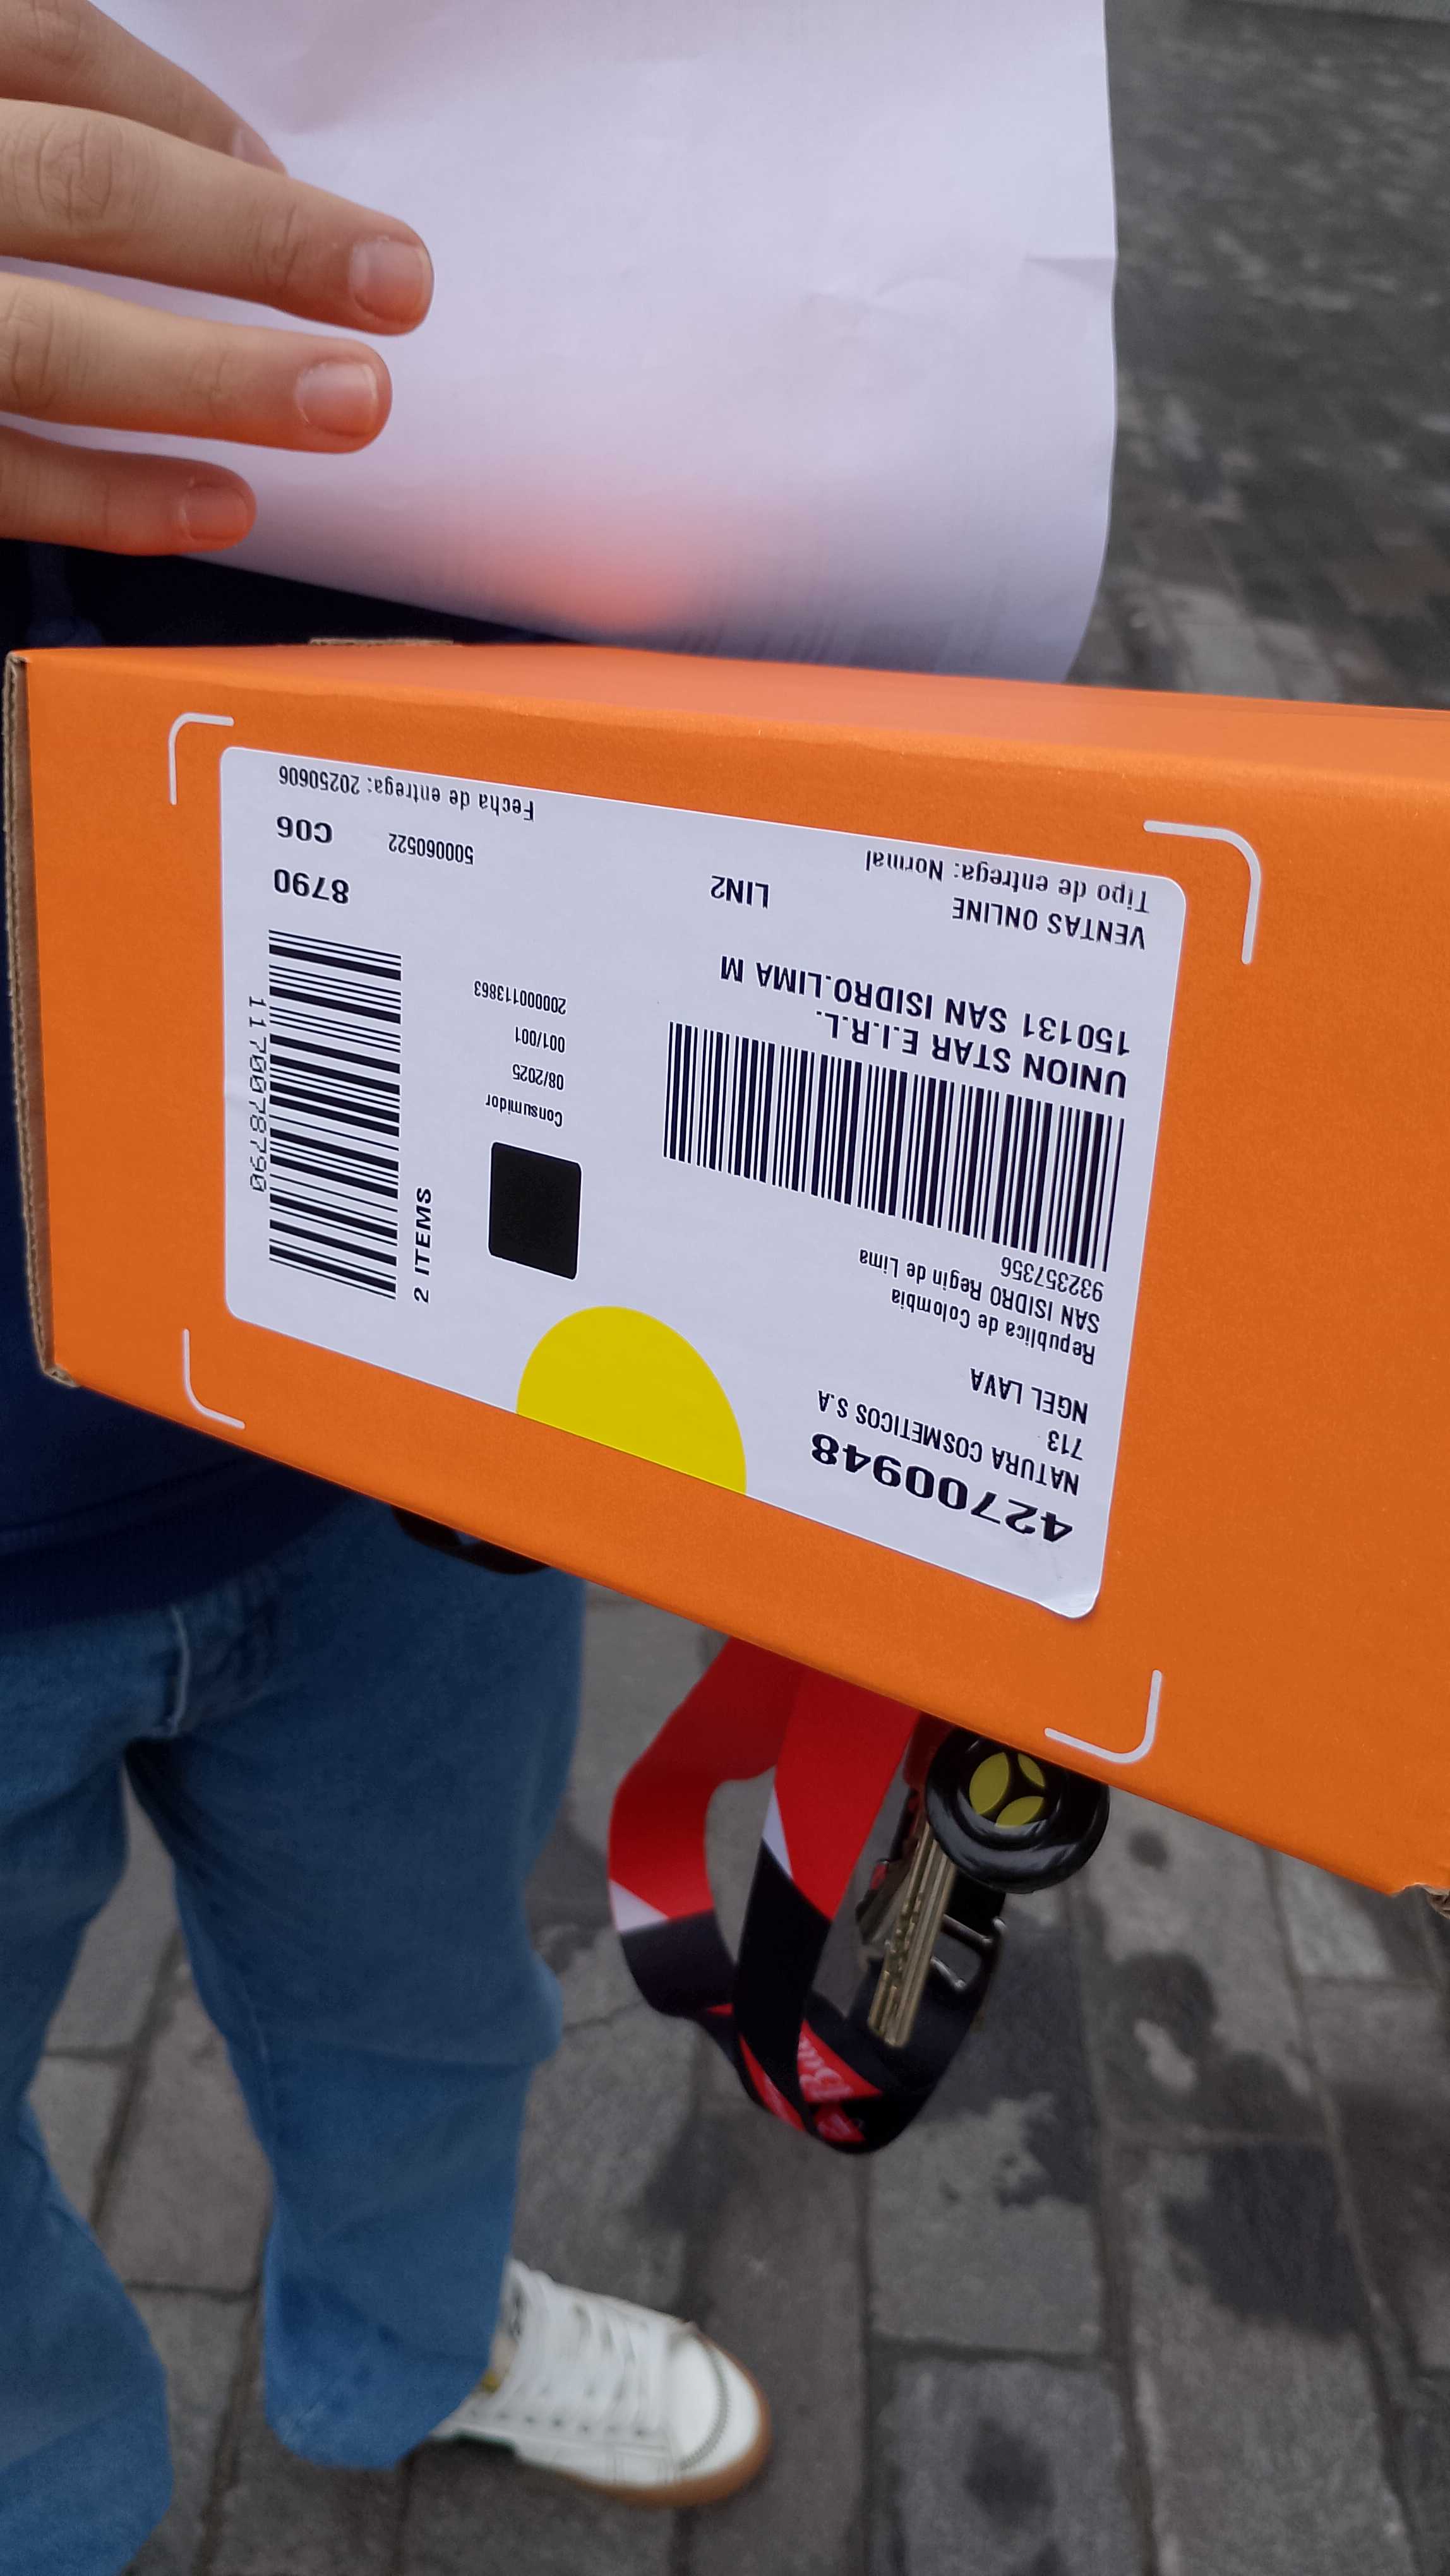 42700948
NATURA COSMETICOS S.A
713
NGEL LAVA
Republica de Colombia
SAN ISIDRO Regin de Lima
932357356
UNION STAR E.I.R.L.
150131 SAN ISIDRO.LIMA M
VENTAS ONLINE
LIN2
Tipo de entrega: Normal
Consumidor
08/2025
001/001
200000113863
2 ITEMS
1170078790
8790
500060522
C06
Fecha de entrega: 20250606